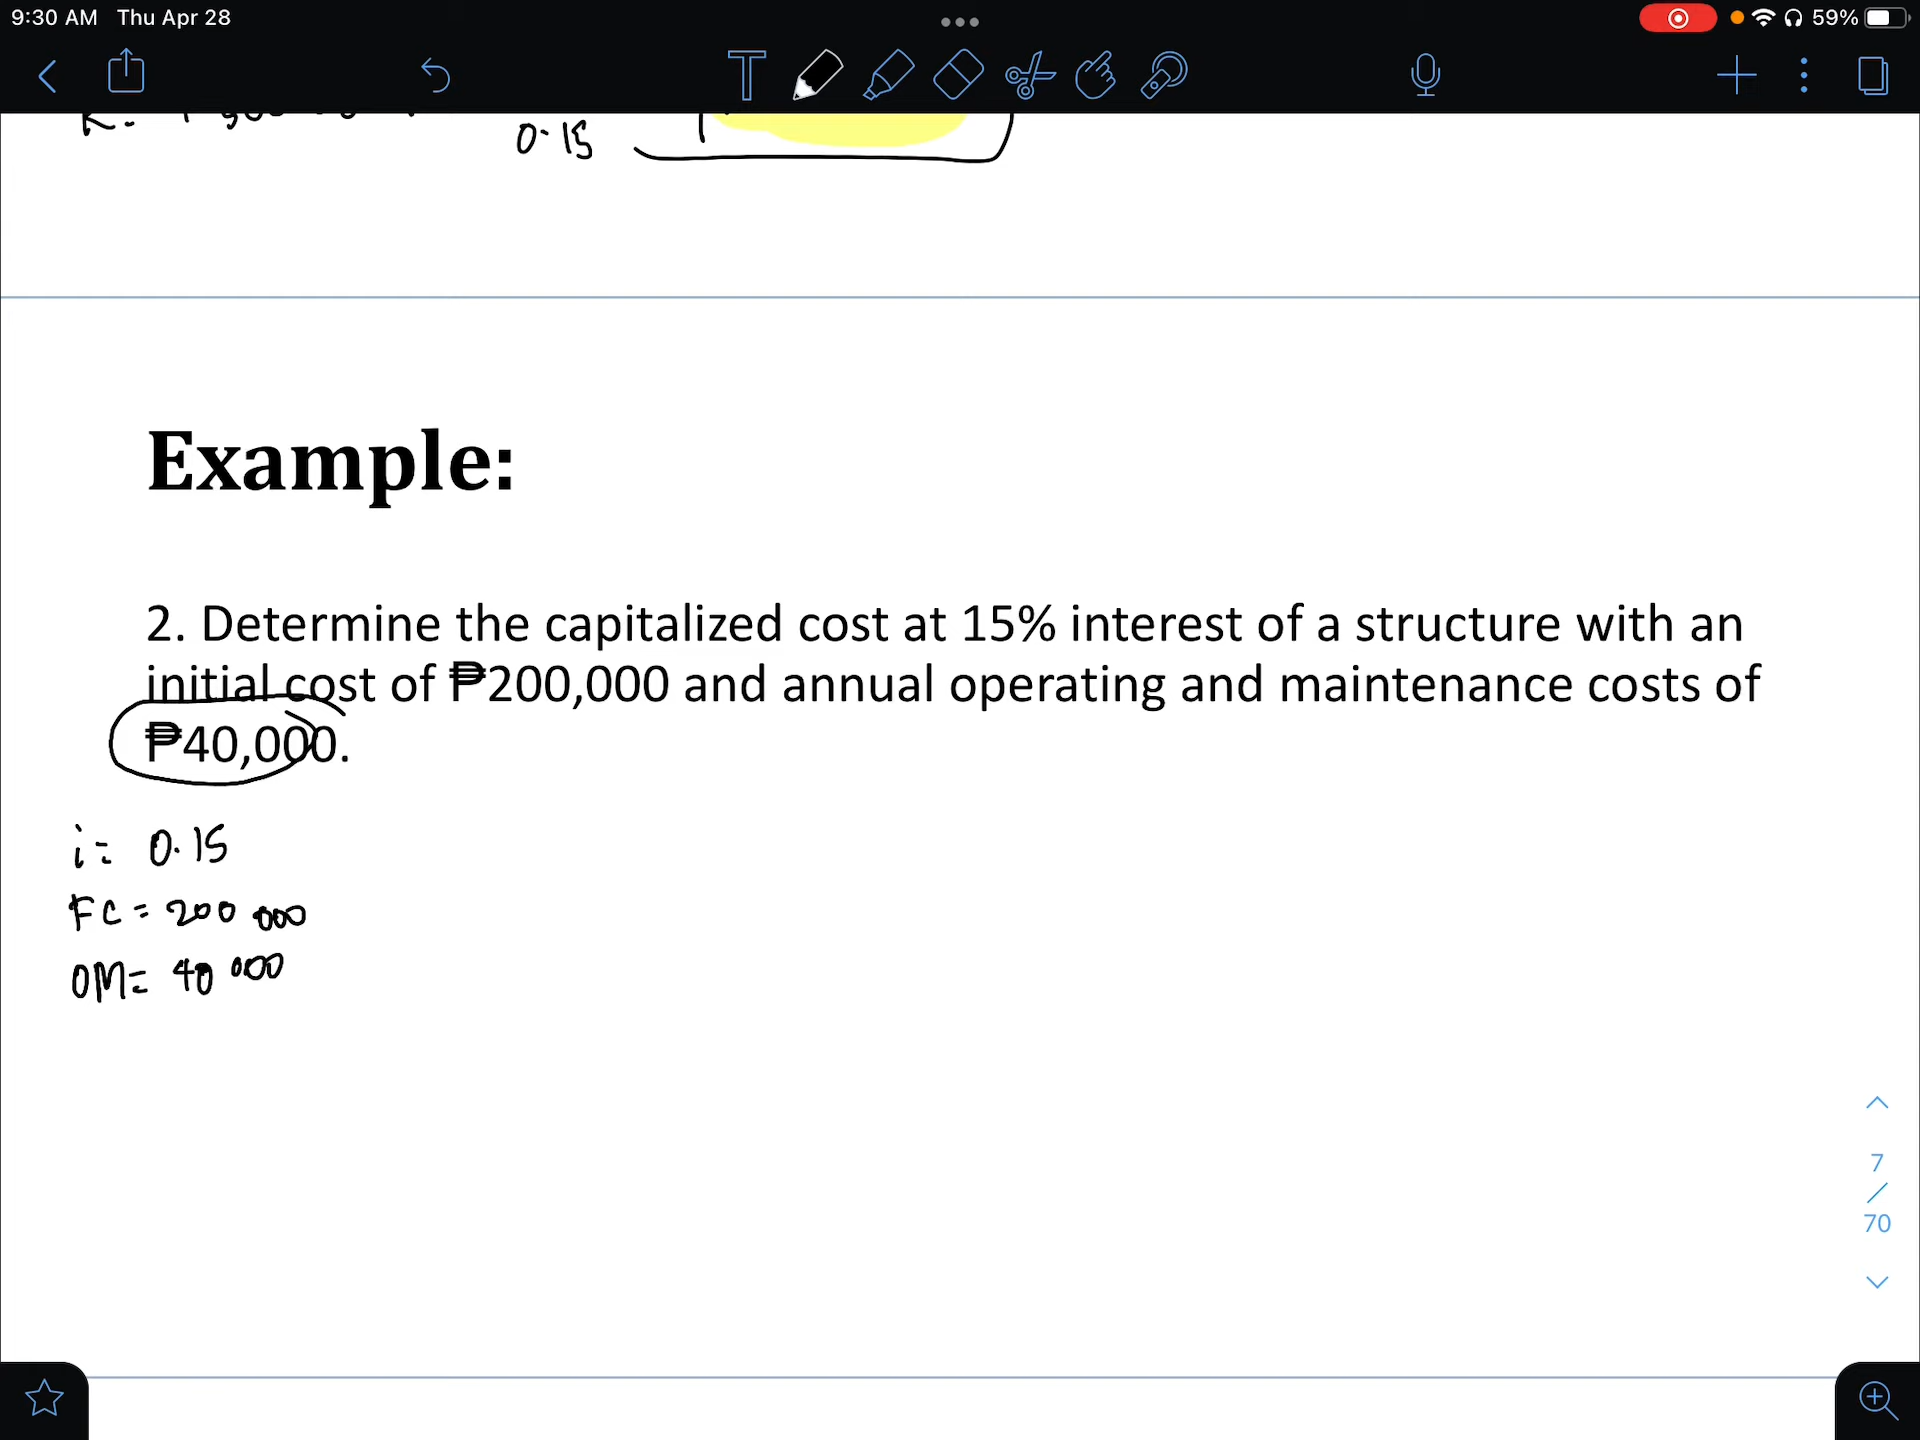 9:30 AM Thu Apr 28
59%
T
0.15
Example:
2. Determine the capitalized cost at 15% interest of a structure with an
initial cost of ₱200,000 and annual operating and maintenance costs of
₱40,000.
i= 0.15
FC = 200 000
OM= 40 000
7
/
70